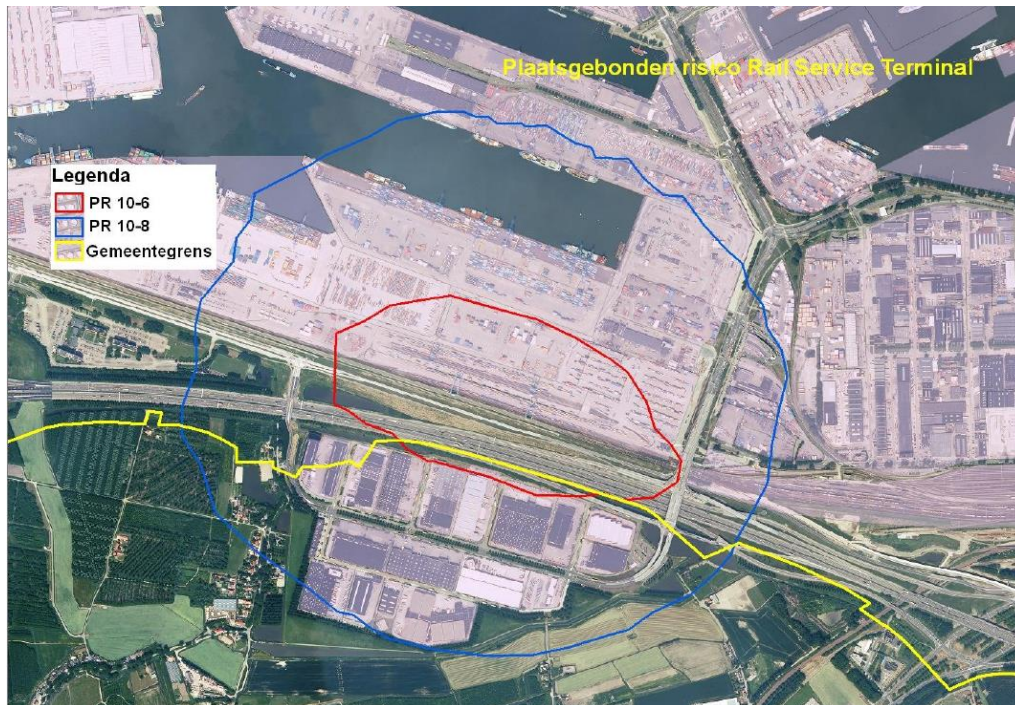 Plaatsgebonden risico Rail Service Terminal
Legenda
PR 10-6
PR 10-8
Gemeentegrens